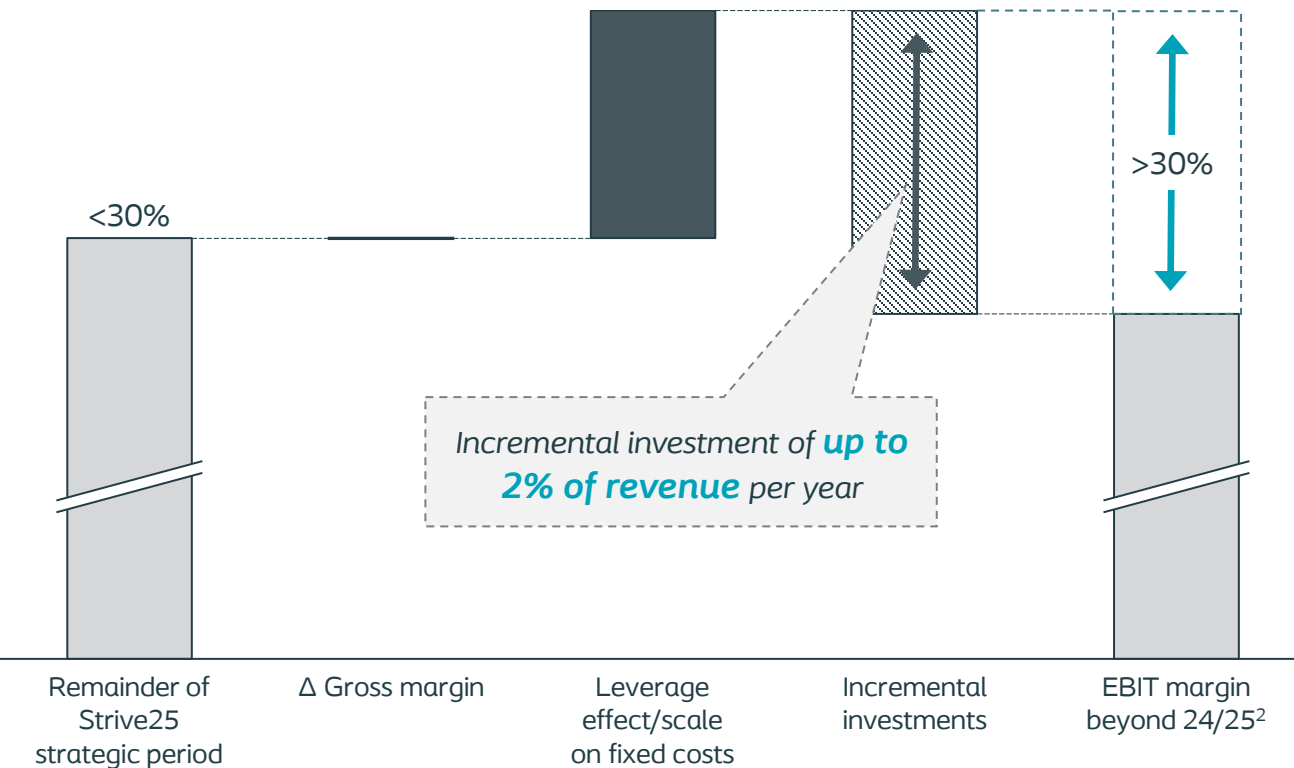 <30%
>30%
Incremental investment of up to
2% of revenue per year
Remainder of
Strive25
strategic period
Δ Gross margin
Leverage
effect/scale
on fixed costs
Incremental
investments
EBIT margin
beyond 24/25²